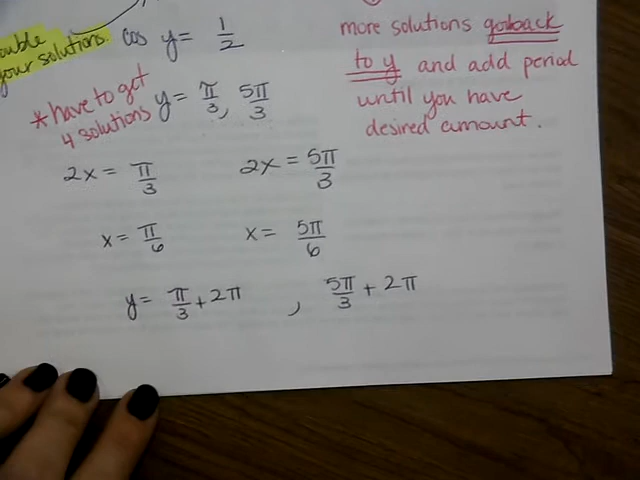 your solutions.
cos y = 1/2
more solutions go back
to y and add period
until you have
desired amount.
* have to get
4 solutions
y = π/3, 5π/3
2x = π/3 2x = 5π/3
x = π/6 x = 5π/6
y = π/3 + 2π , 5π/3 + 2π